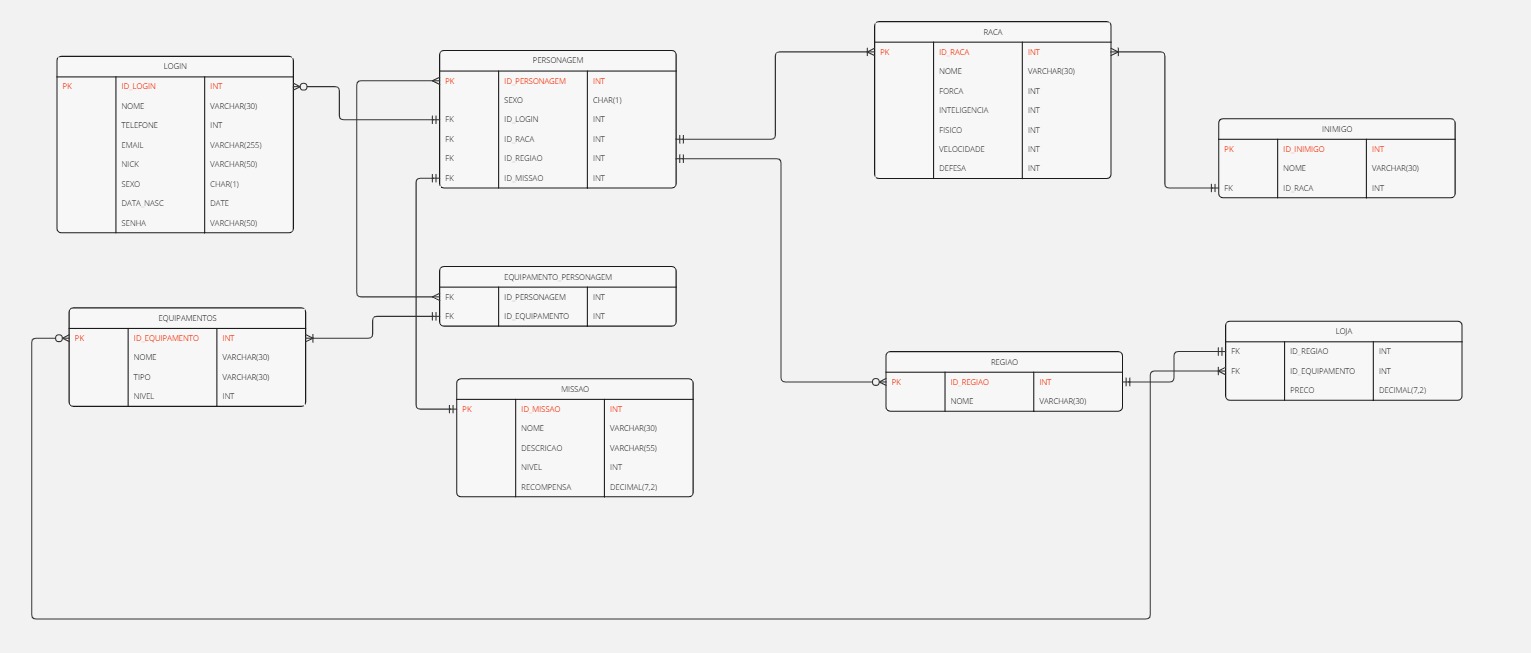 LOGIN
PK ID_LOGIN INT
NOME VARCHAR(30)
TELEFONE INT
EMAIL VARCHAR(255)
NICK VARCHAR(50)
SEXO CHAR(1)
DATA_NASC DATE
SENHA VARCHAR(50)
PERSONAGEM
PK ID_PERSONAGEM INT
SEXO CHAR(1)
FK ID_LOGIN INT
FK ID_RACA INT
FK ID_REGIAO INT
FK ID_MISSAO INT
RACA
PK ID_RACA INT
NOME VARCHAR(30)
FORCA INT
INTELIGENCIA INT
FISICO INT
VELOCIDADE INT
DEFESA INT
INIMIGO
PK ID_INIMIGO INT
NOME VARCHAR(30)
FK ID_RACA INT
EQUIPAMENTO_PERSONAGEM
FK ID_PERSONAGEM INT
FK ID_EQUIPAMENTO INT
EQUIPAMENTOS
PK ID_EQUIPAMENTO INT
NOME VARCHAR(30)
TIPO VARCHAR(30)
NIVEL INT
MISSAO
PK ID_MISSAO INT
NOME VARCHAR(30)
DESCRICAO VARCHAR(55)
NIVEL INT
RECOMPENSA DECIMAL(7,2)
REGIAO
PK ID_REGIAO INT
NOME VARCHAR(30)
LOJA
FK ID_REGIAO INT
FK ID_EQUIPAMENTO INT
PRECO DECIMAL(7,2)